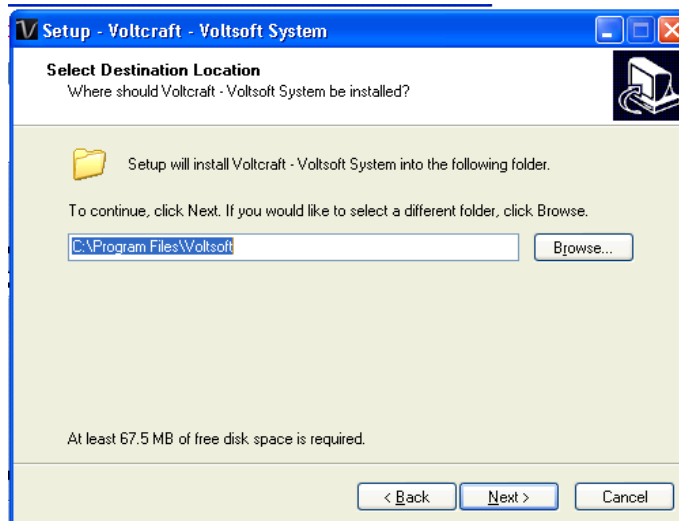 Setup - Voltcraft - Voltsoft System
Select Destination Location
Where should Voltcraft - Voltsoft System be installed?
Setup will install Voltcraft - Voltsoft System into the following folder.
To continue, click Next. If you would like to select a different folder, click Browse.
C:\Program Files\Voltsoft
Browse...
At least 67.5 MB of free disk space is required.
< Back
Next >
Cancel